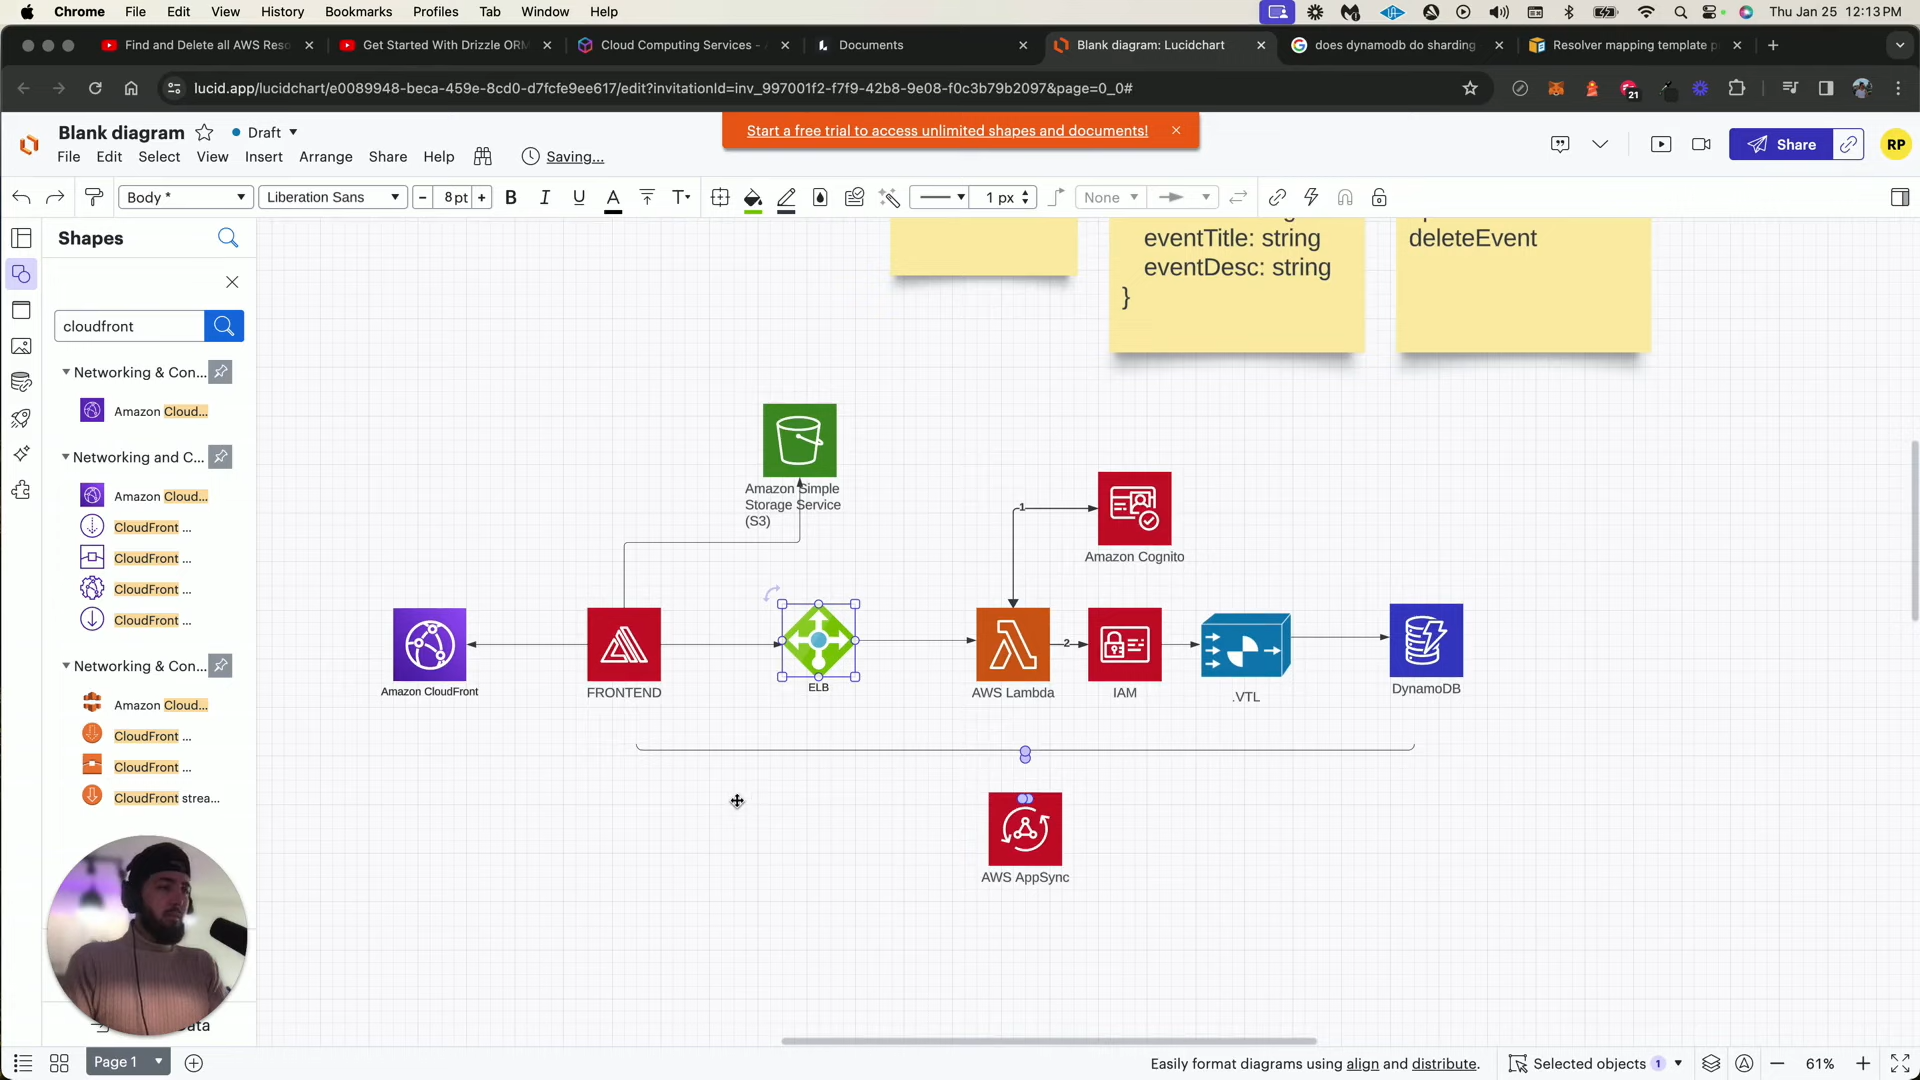 Chrome File Edit View History Bookmarks Profiles Tab Window Help Thu Jan 25 12:13 PM
Find and Delete all AWS Reso
Get Started With Drizzle ORM
Cloud Computing Services -
Documents
Blank diagram: Lucidchart
does dynamodb do sharding
Resolver mapping template p
lucid.app/lucidchart/e0089948-beca-459e-8cd0-d7fcfe9ee617/edit?invitationId=inv_997001f2-f7f9-42b8-9e08-f0c3b79b2097&page=0_0#
21
Blank diagram
Draft
Start a free trial to access unlimited shapes and documents!
File Edit Select View Insert Arrange Share Help
Saving...
Share
RP
Body *
Liberation Sans
8 pt
B I U A T
1 px
None
Shapes
cloudfront
Networking & Con...
Amazon Cloud...
Networking and C...
Amazon Cloud...
CloudFront ...
CloudFront ...
CloudFront ...
CloudFront ...
Networking & Con...
Amazon Cloud...
CloudFront ...
CloudFront ...
CloudFront strea...
eventTitle: string
eventDesc: string
}
deleteEvent
Amazon Simple
Storage Service
(S3)
1
Amazon Cognito
2
Amazon CloudFront
FRONTEND
ELB
AWS Lambda
IAM
.VTL
DynamoDB
AWS AppSync
Page 1
Easily format diagrams using align and distribute.
Selected objects 1
61%